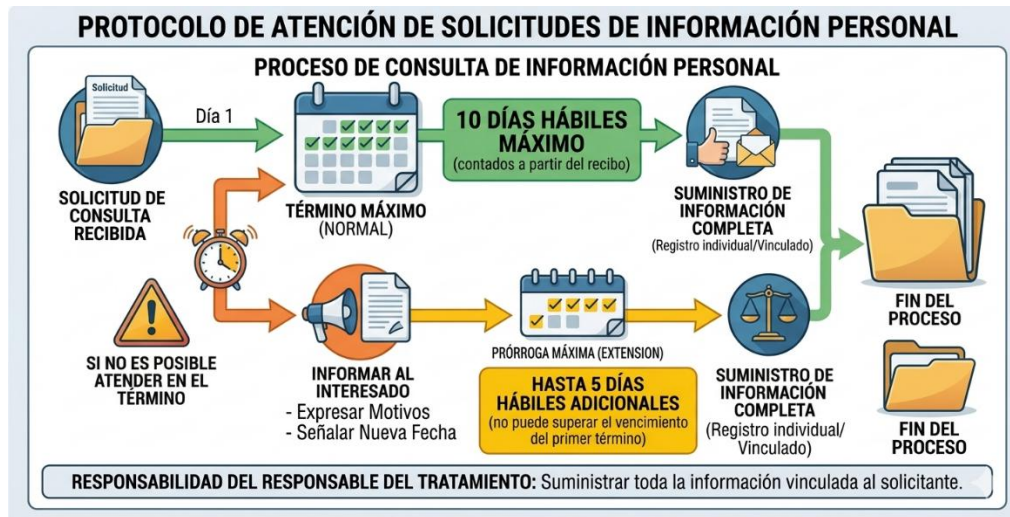 PROTOCOLO DE ATENCIÓN DE SOLICITUDES DE INFORMACIÓN PERSONAL
PROCESO DE CONSULTA DE INFORMACIÓN PERSONAL
Solicitud
Día 1
SOLICITUD DE
CONSULTA
RECIBIDA
TÉRMINO MÁXIMO
(NORMAL)
10 DÍAS HÁBILES
MÁXIMO
(contados a partir del recibo)
SUMINISTRO DE
INFORMACIÓN
COMPLETA
(Registro individual/Vinculado)
FIN DEL
PROCESO
SI NO ES POSIBLE
ATENDER EN EL
TÉRMINO
INFORMAR AL
INTERESADO
- Expresar Motivos
- Señalar Nueva Fecha
PRÓRROGA MÁXIMA (EXTENSION)
HASTA 5 DÍAS
HÁBILES ADICIONALES
(no puede superar el vencimiento
del primer término)
SUMINISTRO DE
INFORMACIÓN
COMPLETA
(Registro individual/
Vinculado)
FIN DEL
PROCESO
RESPONSABILIDAD DEL RESPONSABLE DEL TRATAMIENTO: Suministrar toda la información vinculada al solicitante.